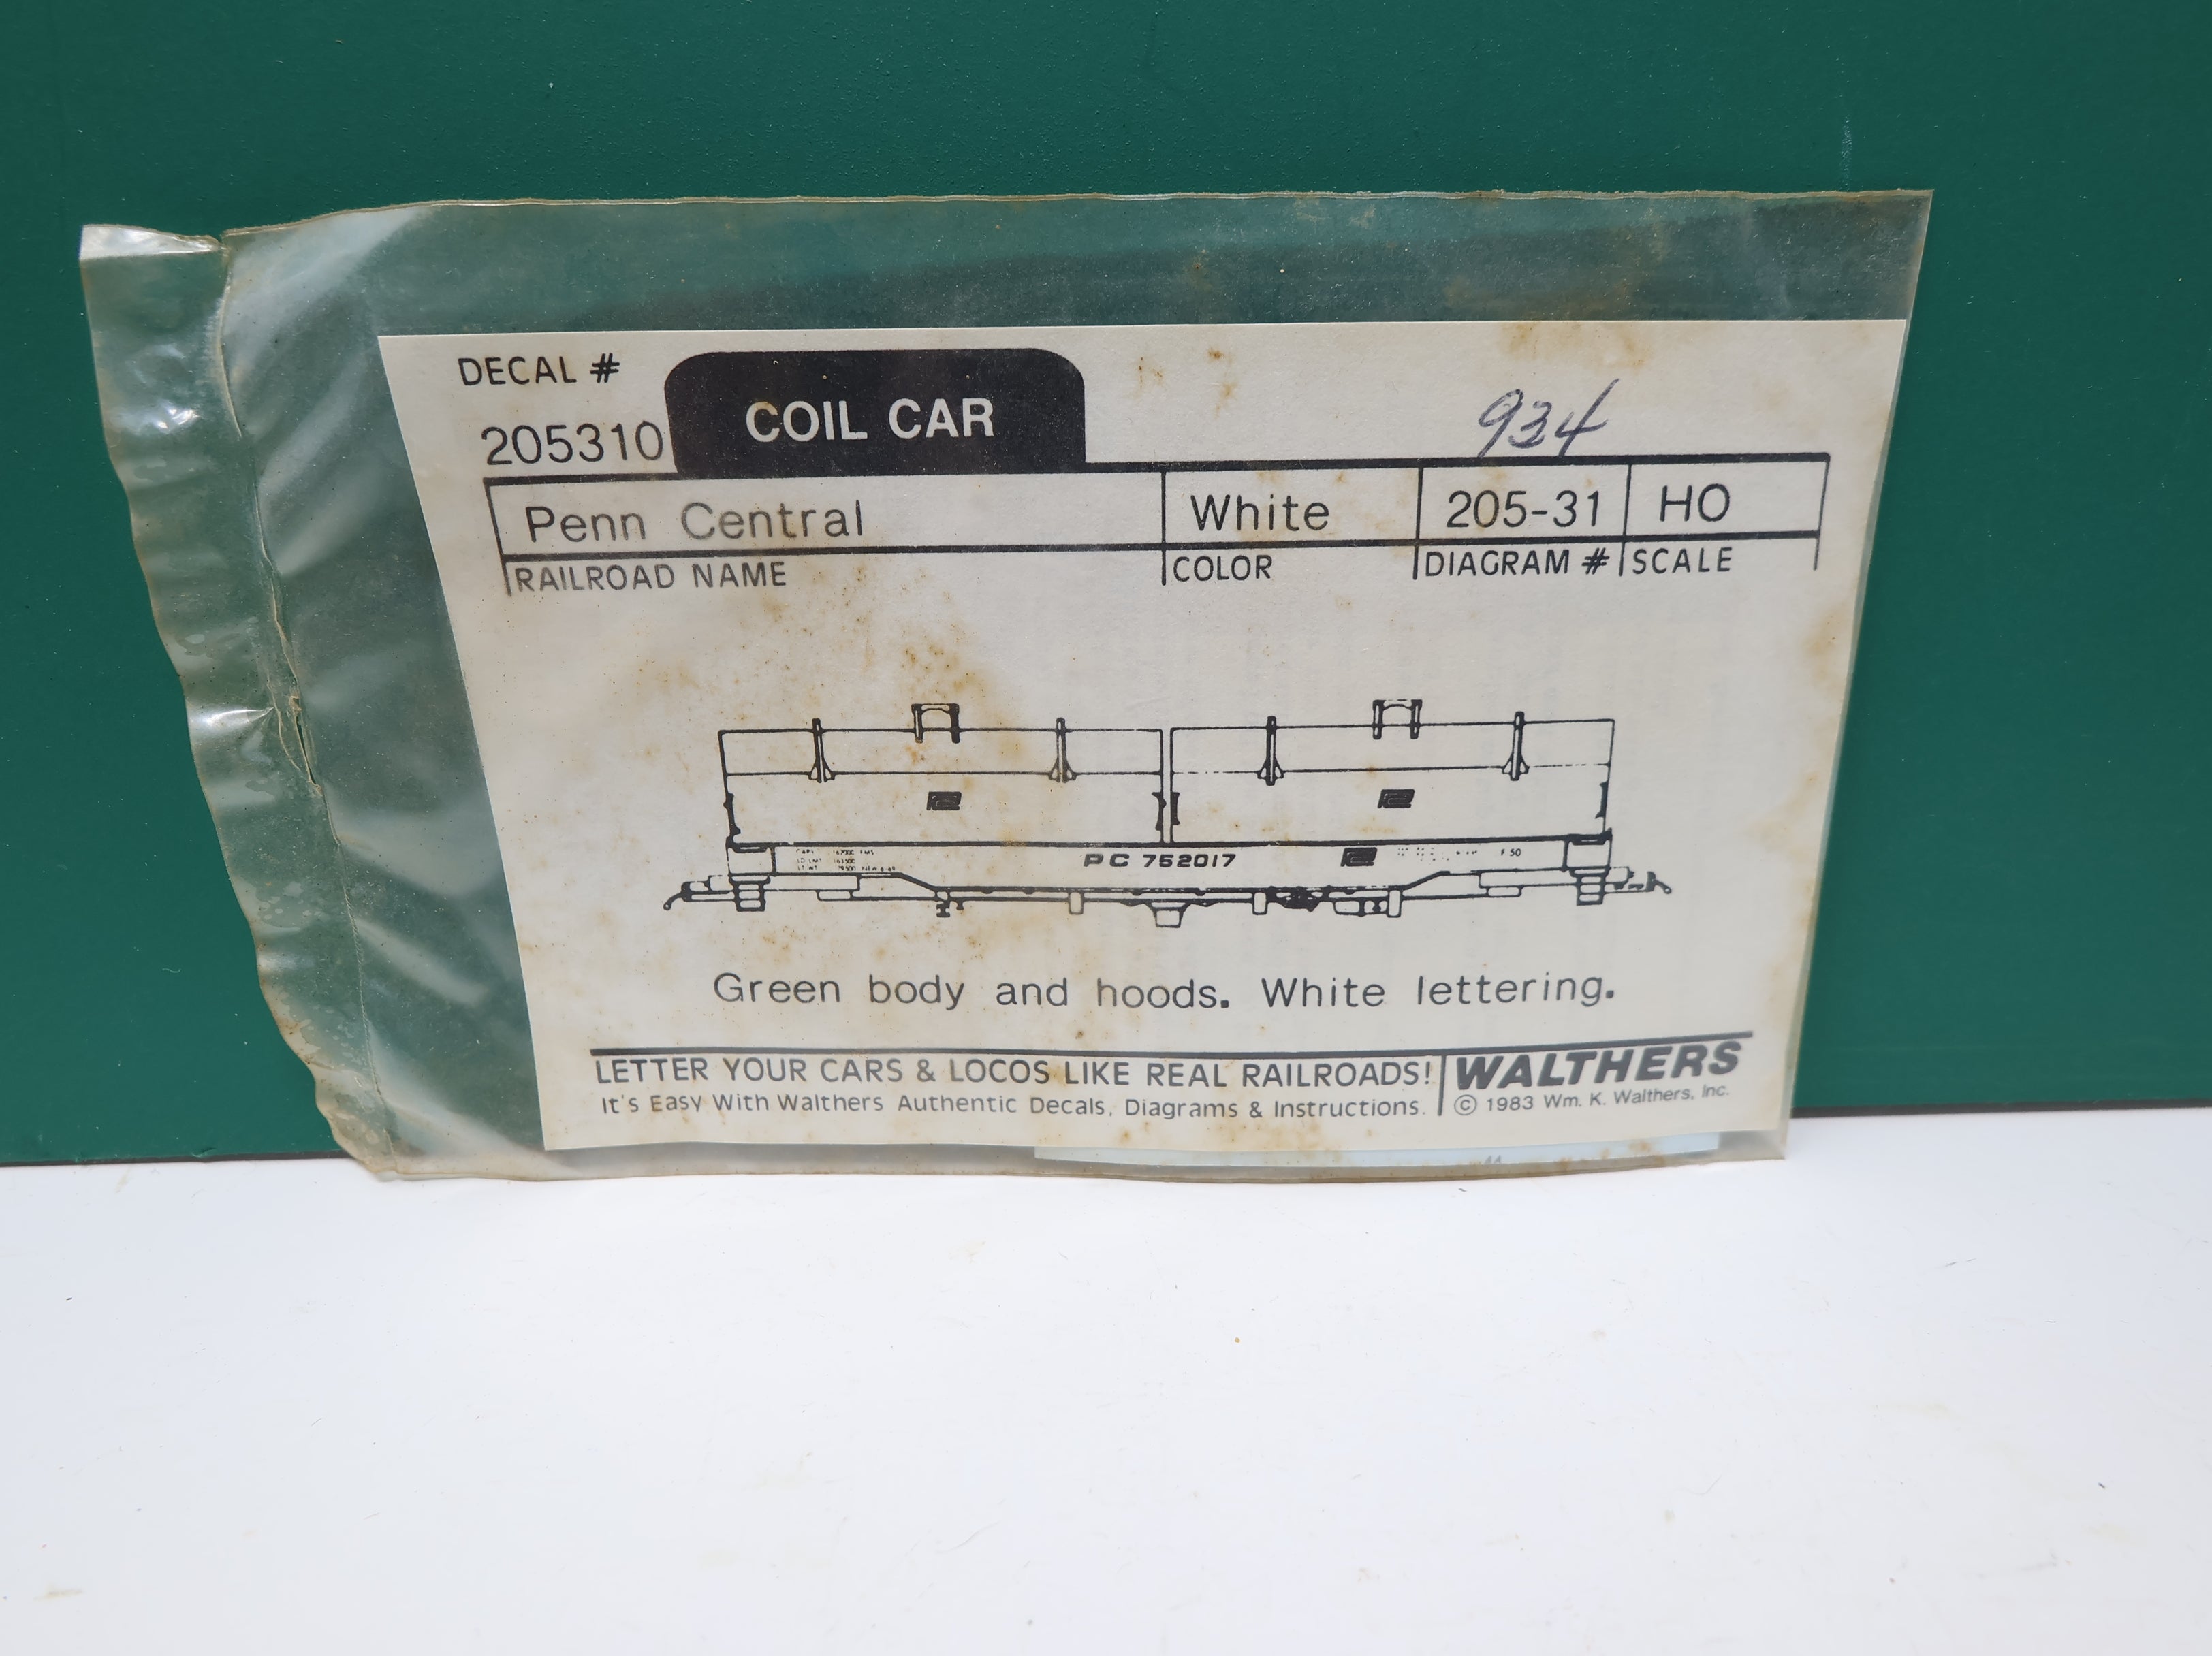 DECAL #
COIL CAR
934
205310
Penn Central White 205-31 HO
RAILROAD NAME COLOR DIAGRAM # SCALE
PC 752017
Green body and hoods. White lettering.
LETTER YOUR CARS & LOCOS LIKE REAL RAILROADS!
It's Easy With Walthers Authentic Decals, Diagrams & Instructions.
WALTHERS
© 1983 Wm. K. Walthers, Inc.